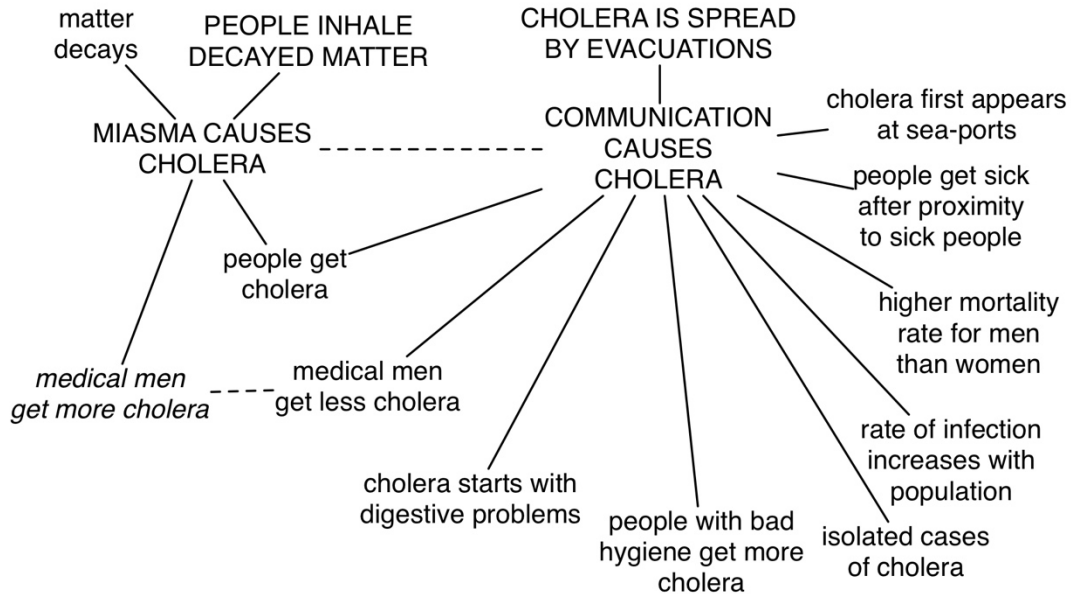 matter
decays
PEOPLE INHALE
DECAYED MATTER
CHOLERA IS SPREAD
BY EVACUATIONS
MIASMA CAUSES
CHOLERA
COMMUNICATION
CAUSES
CHOLERA
cholera first appears
at sea-ports
people get sick
after proximity
to sick people
people get
cholera
higher mortality
rate for men
than women
medical men
get more cholera
medical men
get less cholera
rate of infection
increases with
population
cholera starts with
digestive problems
people with bad
hygiene get more
cholera
isolated cases
of cholera